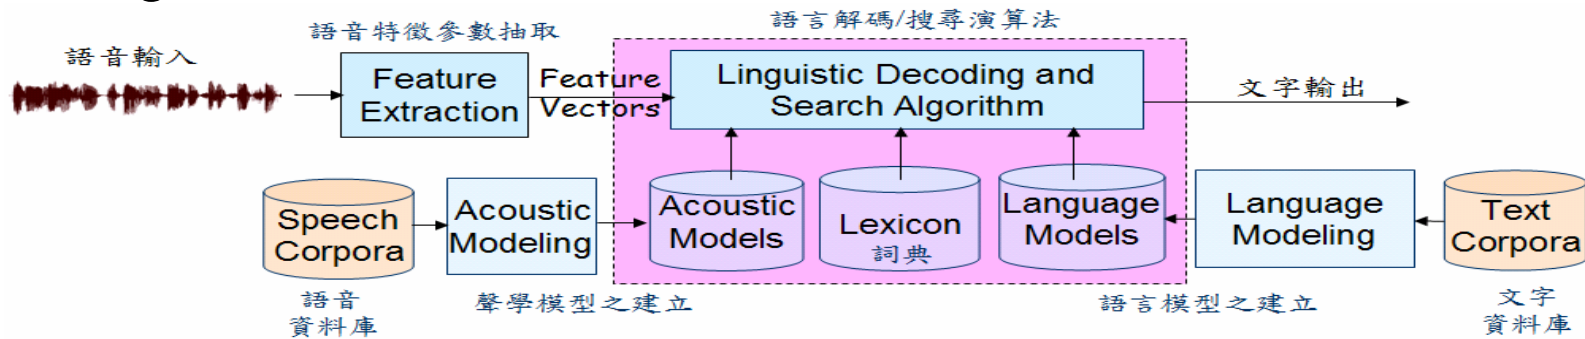 語音特徵參數抽取
語言解碼/搜尋演算法
語音輸入
Feature
Extraction
Feature
Vectors
Linguistic Decoding and
Search Algorithm
文字輸出
Speech
Corpora
Acoustic
Modeling
Acoustic
Models
Lexicon
詞典
Language
Models
Language
Modeling
Text
Corpora
語音
資料庫
聲學模型之建立
語言模型之建立
文字
資料庫